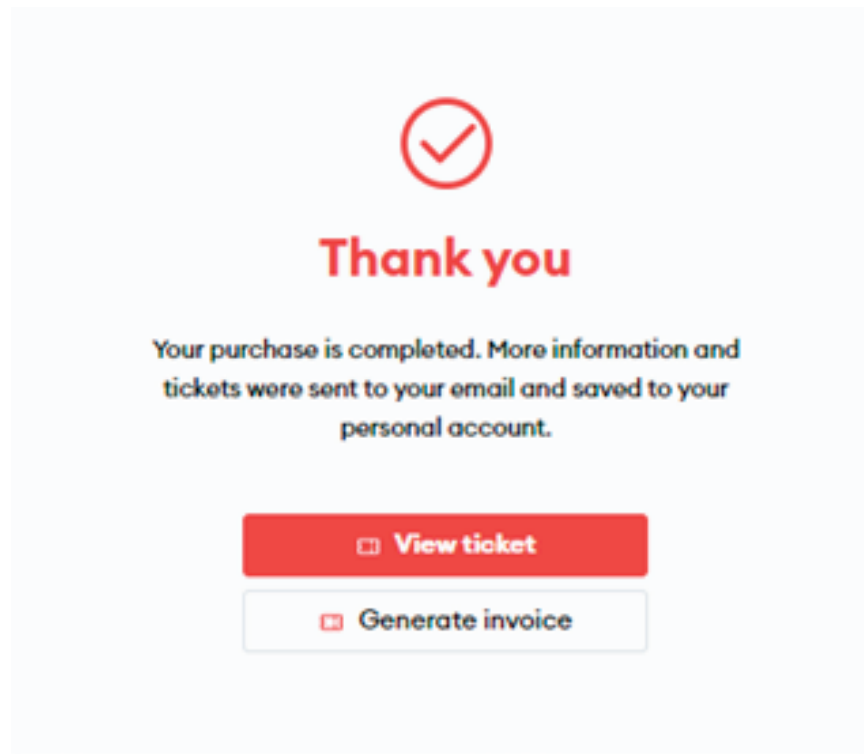 Thank you
Your purchase is completed. More information and
tickets were sent to your email and saved to your
personal account.
View ticket
Generate invoice